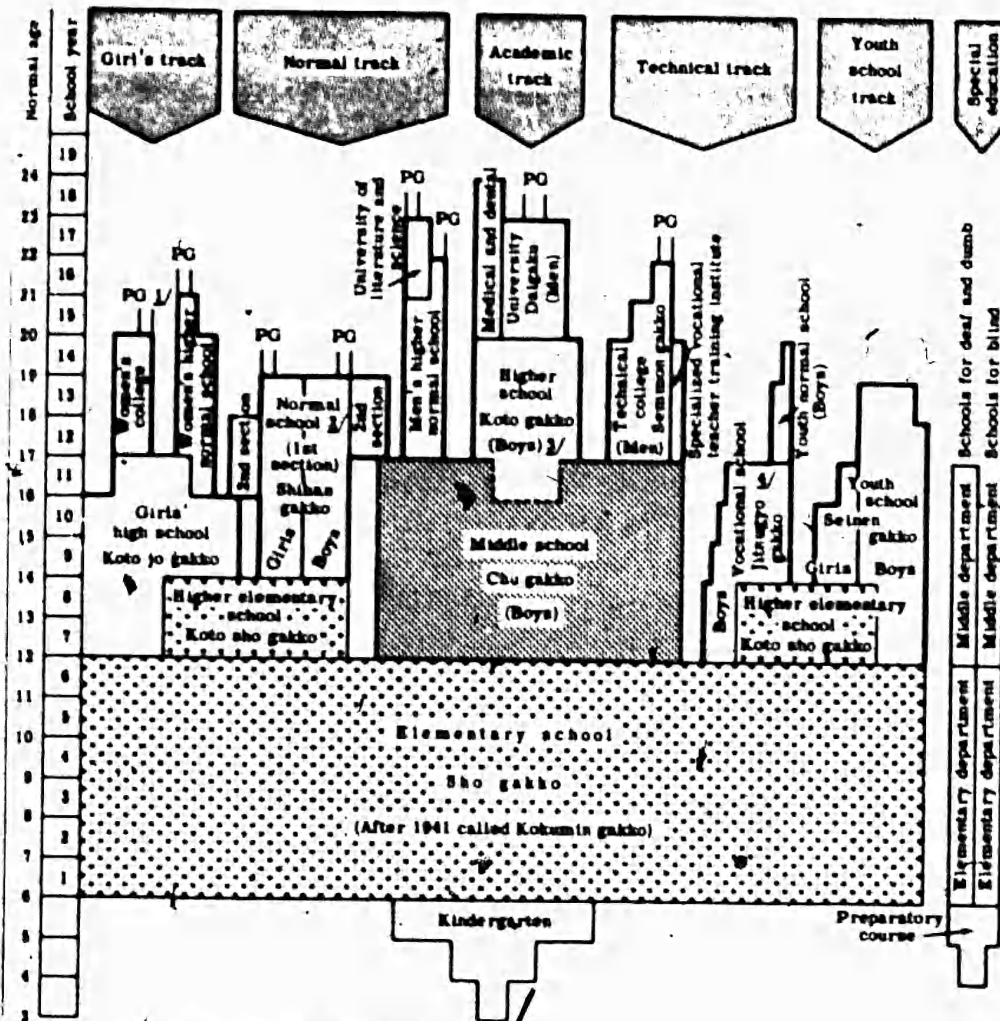 Normal age
School year
Girl's track
Normal track
Academic
track
Technical track
Youth
school
track
Special
education
19
24
18
23
17
22
16
21
15
20
14
19
13
18
12
17
11
16
10
15
9
14
8
13
7
12
6
11
5
10
4
9
3
8
2
7
1
6
5
4
3
PG 1/
Women's
college
PG
Women's higher
normal school
2nd section
PG
PG
Normal
school 2/
(1st
section)
Shihan
gakko
Girls
Boys
2nd
section
University of
literature and
science
PG
PG
Men's higher
normal school
Medical and dental
PG
University
Daigaku
(Men)
Higher
school
Koto gakko
(Boys) 3/
PG
Technical
college
Semmon gakko
(Men)
Specialized vocational
teacher training institute
Vocational school
Jitsugyo
gakko
4/
Boys
Youth normal school
(Boys)
Youth
school
Seinen
gakko
Girls
Boys
Schools for deaf and dumb
Schools for blind
Middle department
Middle department
Elementary department
Elementary department
Preparatory
course
Girls'
high school
Koto jo gakko
Higher elementary
school
Koto sho gakko
Middle school
Chu gakko
(Boys)
Higher elementary
school
Koto sho gakko
Elementary school
Sho gakko
(After 1941 called Kokumin gakko)
Kindergarten